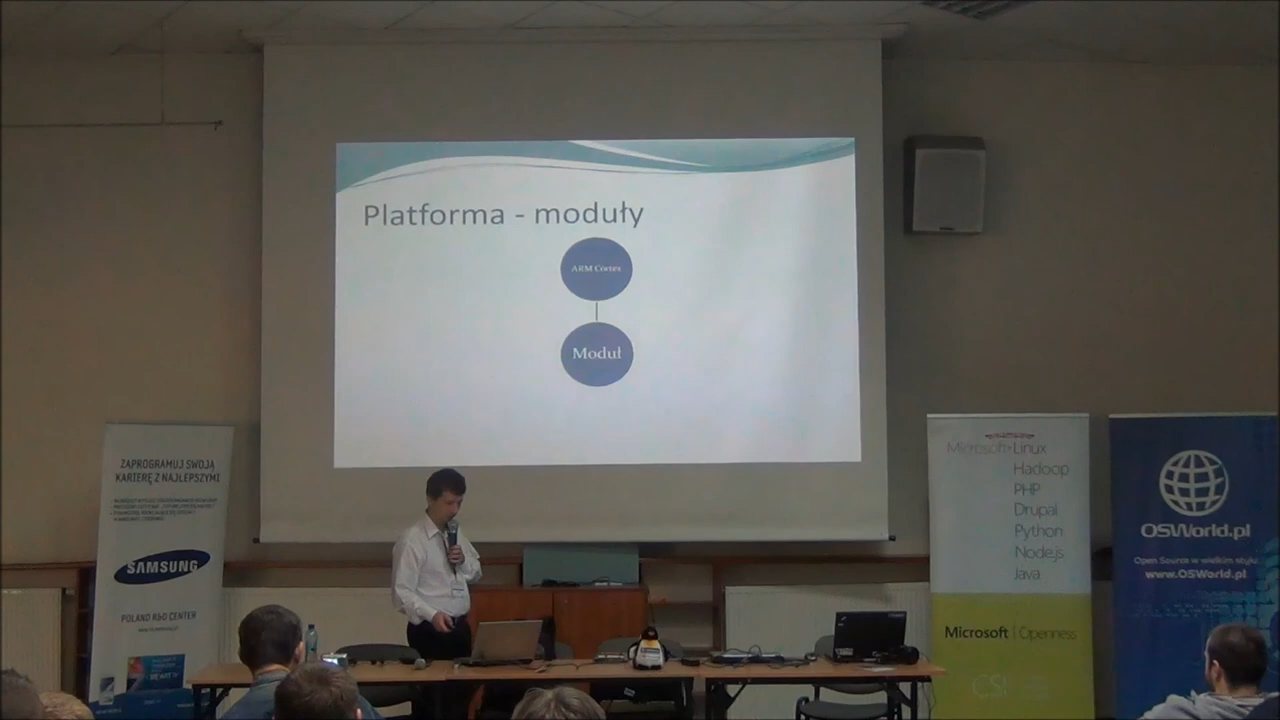 Platforma - moduły
ARM Cortex
Moduł
ZAPROGRAMUJ SWOJĄ
KARIERĘ Z NAJLEPSZYMI
SAMSUNG
POLAND R&D CENTER
Microsoft+Linux
Hadoop
PHP
Drupal
Python
Node.js
Java
Microsoft | Openness
OSWorld.pl
Open Source w wielkim stylu
www.OSWorld.pl